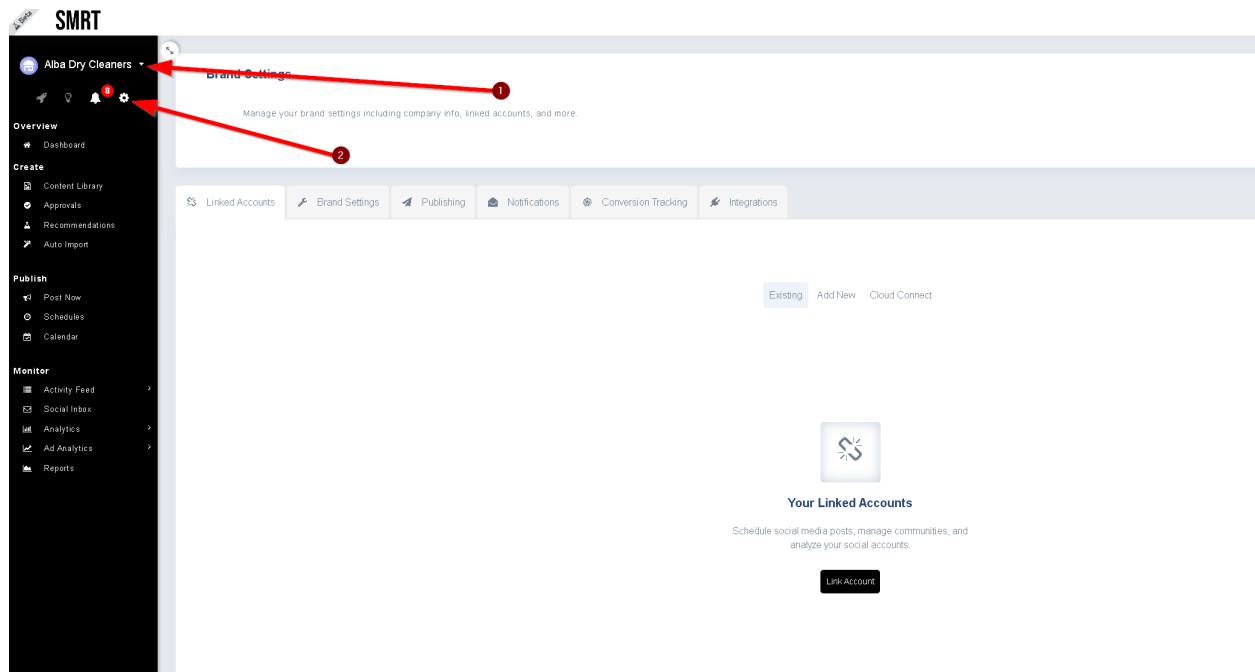 Beta
SMRT
Alba Dry Cleaners
8
Overview
Dashboard
Create
Content Library
Approvals
Recommendations
Auto Import
Publish
Post Now
Schedules
Calendar
Monitor
Activity Feed
Social Inbox
Analytics
Ad Analytics
Reports
Brand Settings
1
Manage your brand settings including company info, linked accounts, and more.
2
Linked Accounts Brand Settings Publishing Notifications Conversion Tracking Integrations
Existing Add New Cloud Connect
Your Linked Accounts
Schedule social media posts, manage communities, and
analyze your social accounts.
Link Account